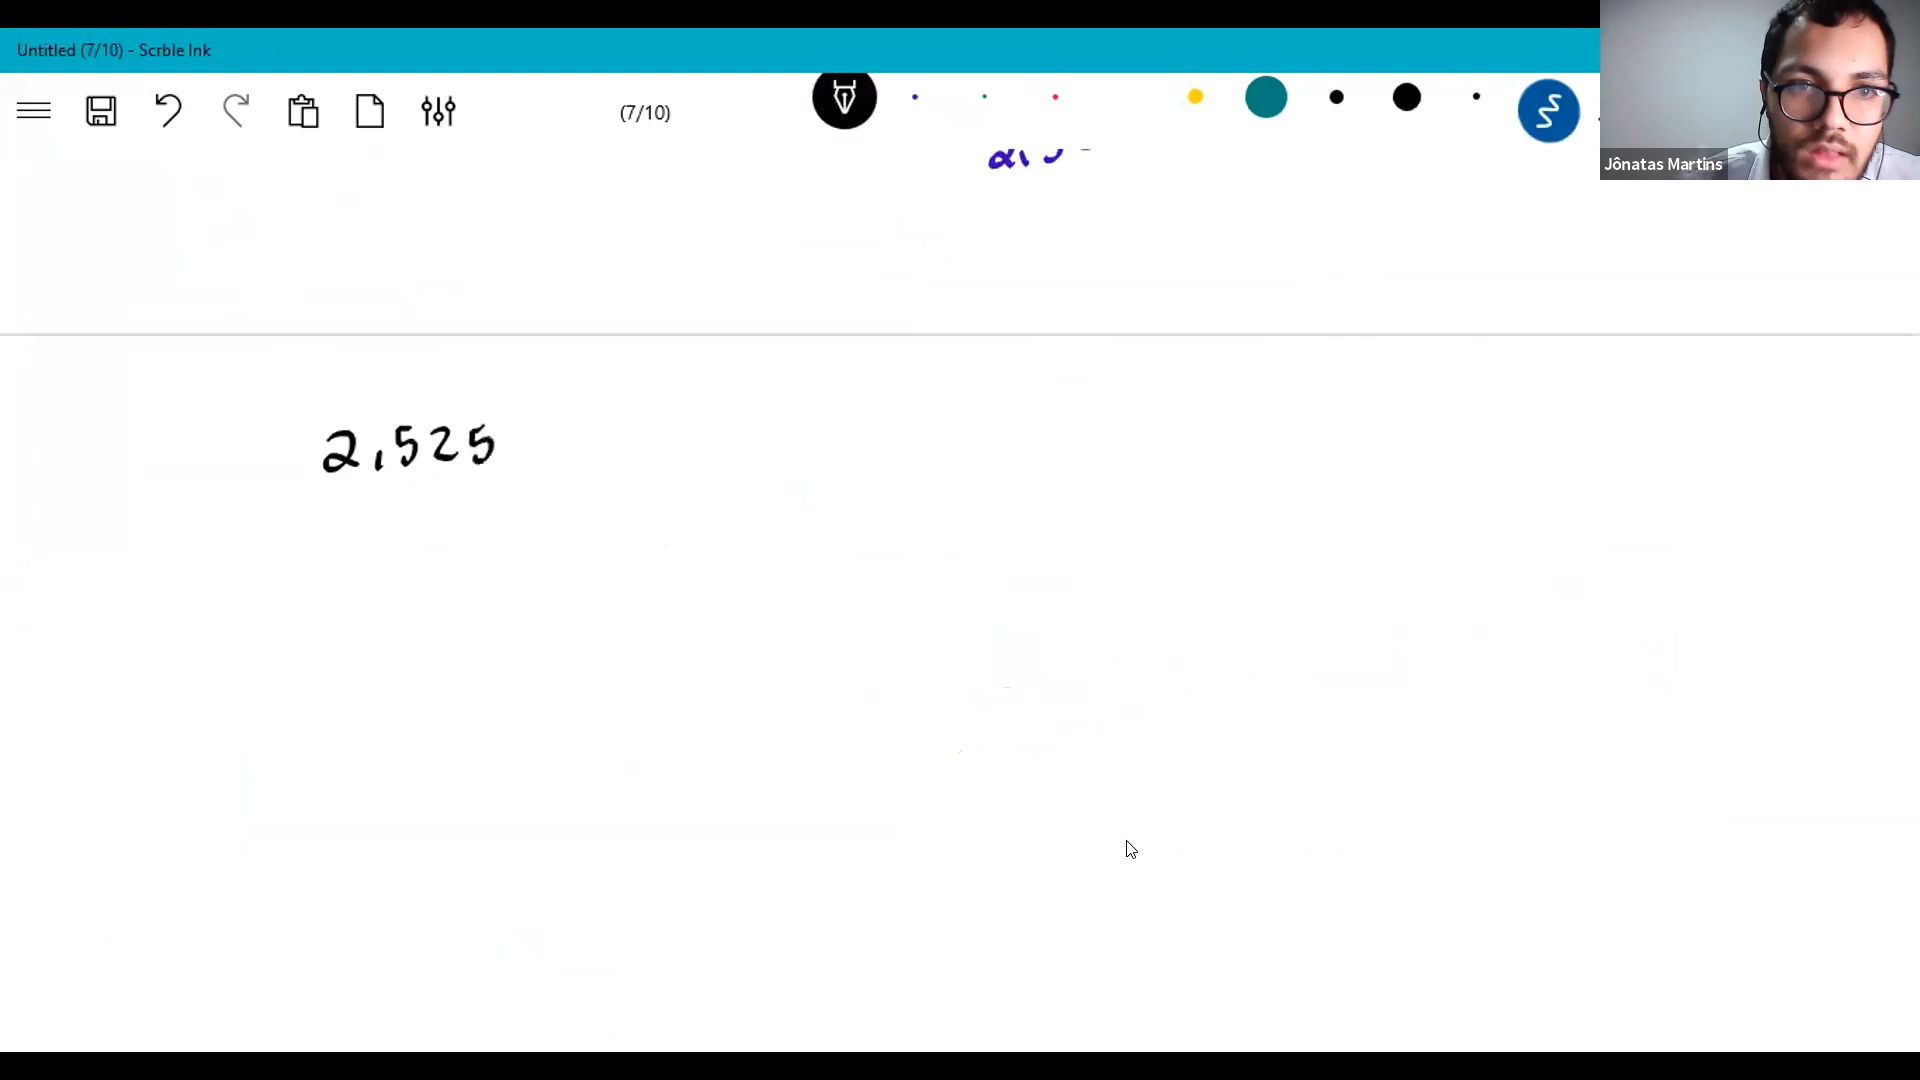 Untitled (7/10) - Scrble Ink
(7/10)
Jônatas Martins
2,525